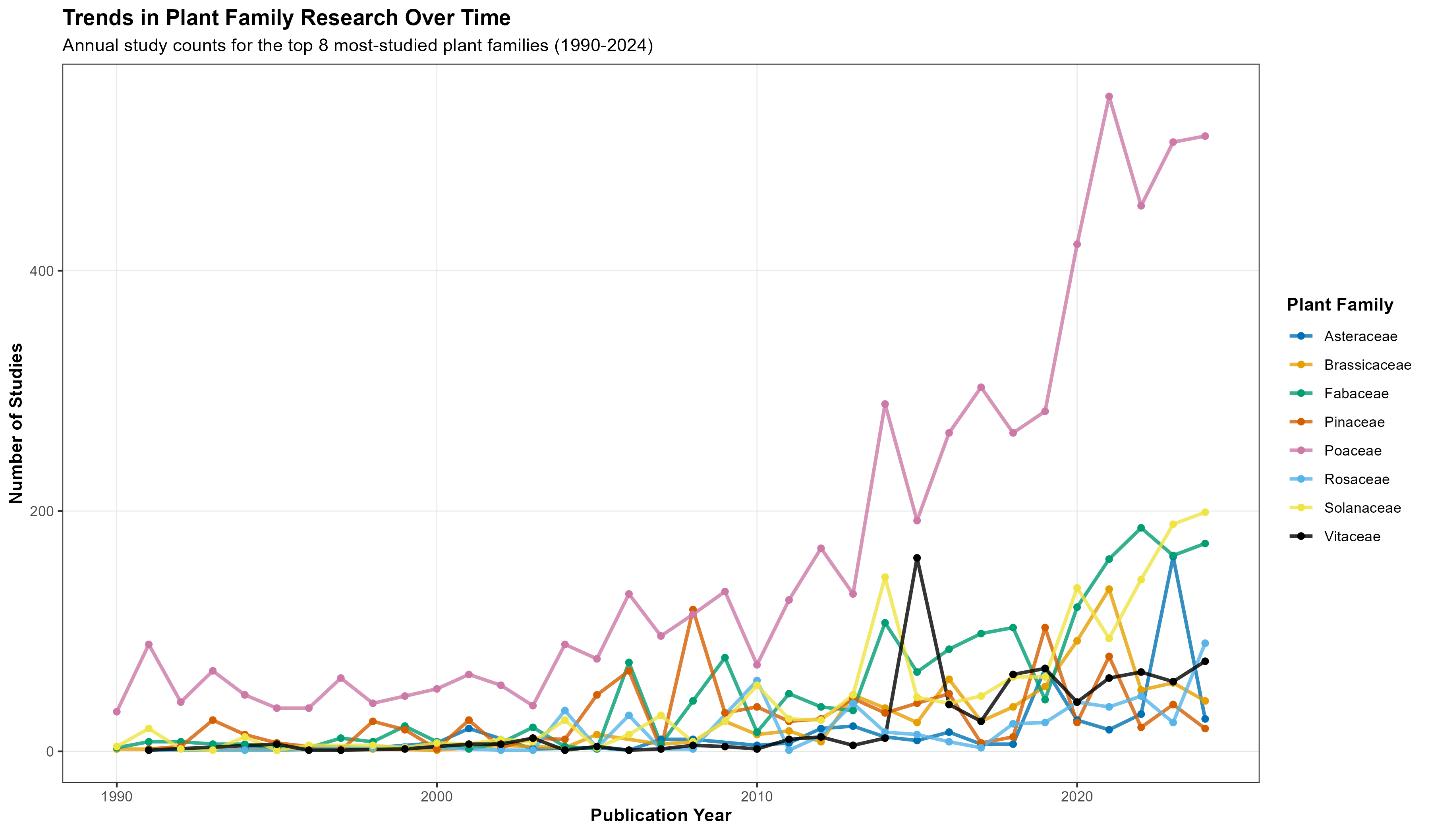 Trends in Plant Family Research Over Time
Annual study counts for the top 8 most-studied plant families (1990-2024)
Number of Studies
400
200
0
1990
2000
2010
2020
Publication Year
Plant Family
Asteraceae
Brassicaceae
Fabaceae
Pinaceae
Poaceae
Rosaceae
Solanaceae
Vitaceae